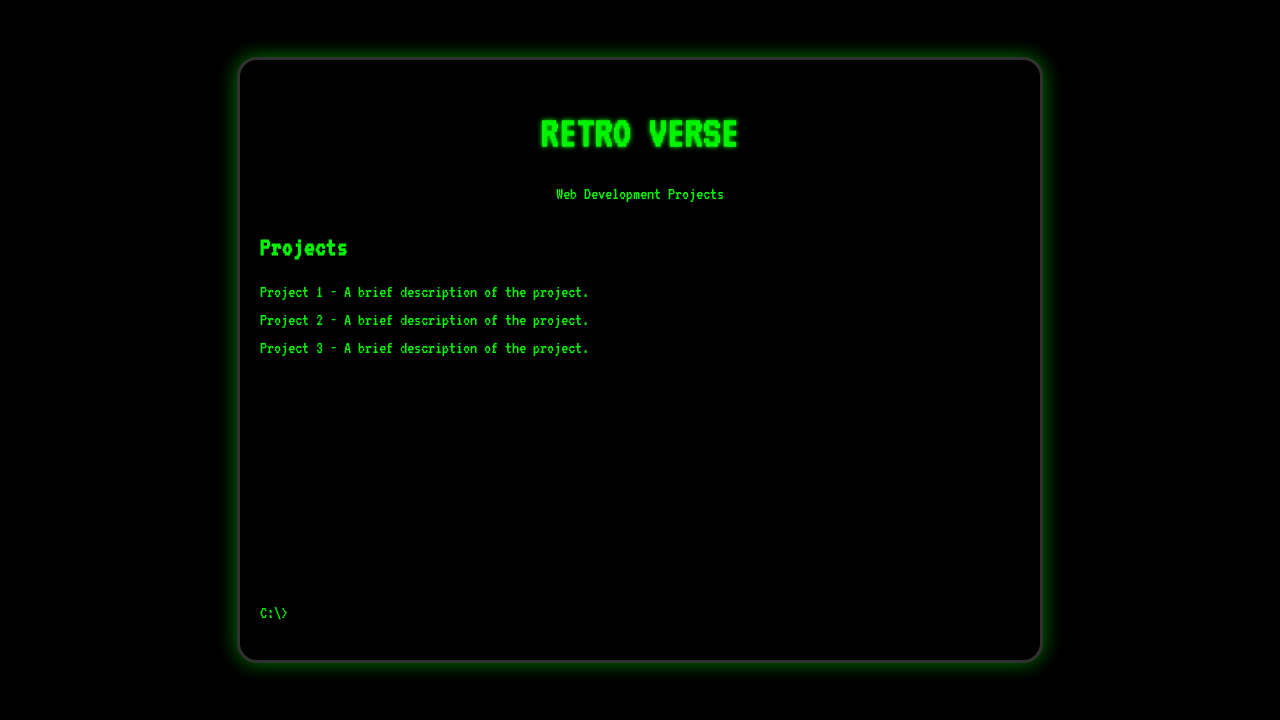 RETRO VERSE
Web Development Projects
Projects
Project 1 - A brief description of the project.
Project 2 - A brief description of the project.
Project 3 - A brief description of the project.
C:\>